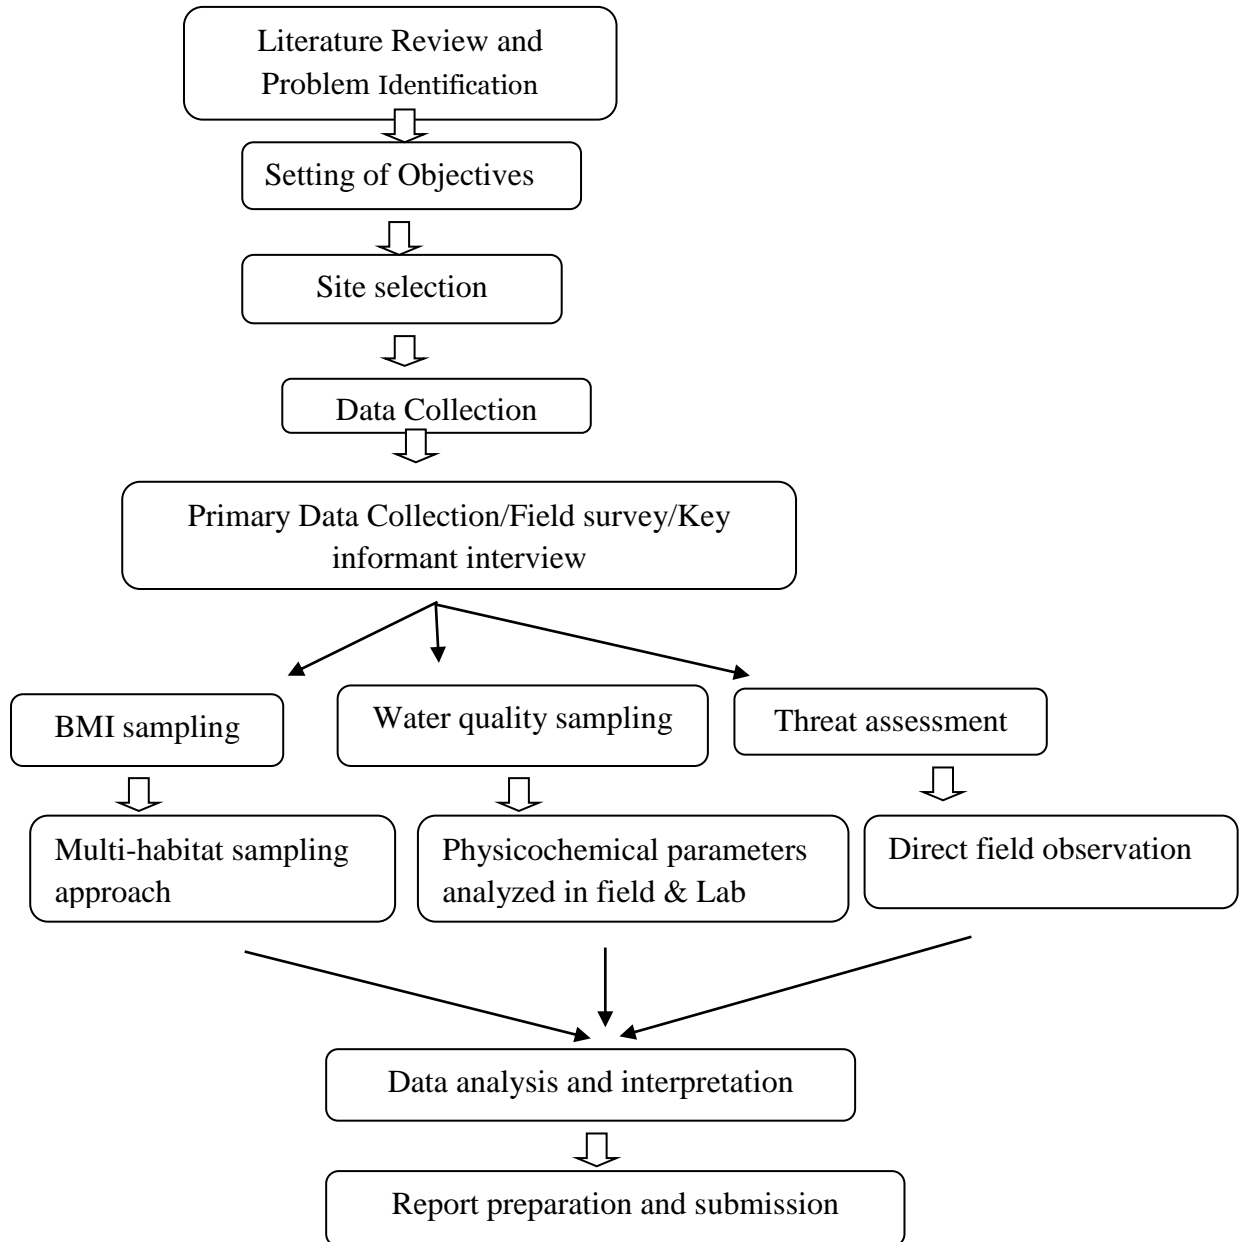 Literature Review and
Problem Identification
Setting of Objectives
Site selection
Data Collection
Primary Data Collection/Field survey/Key
informant interview
BMI sampling
Water quality sampling
Threat assessment
Multi-habitat sampling
approach
Physicochemical parameters
analyzed in field & Lab
Direct field observation
Data analysis and interpretation
Report preparation and submission